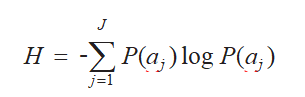 H = -∑_{j=1}^{J} P(a_j) log P(a_j)